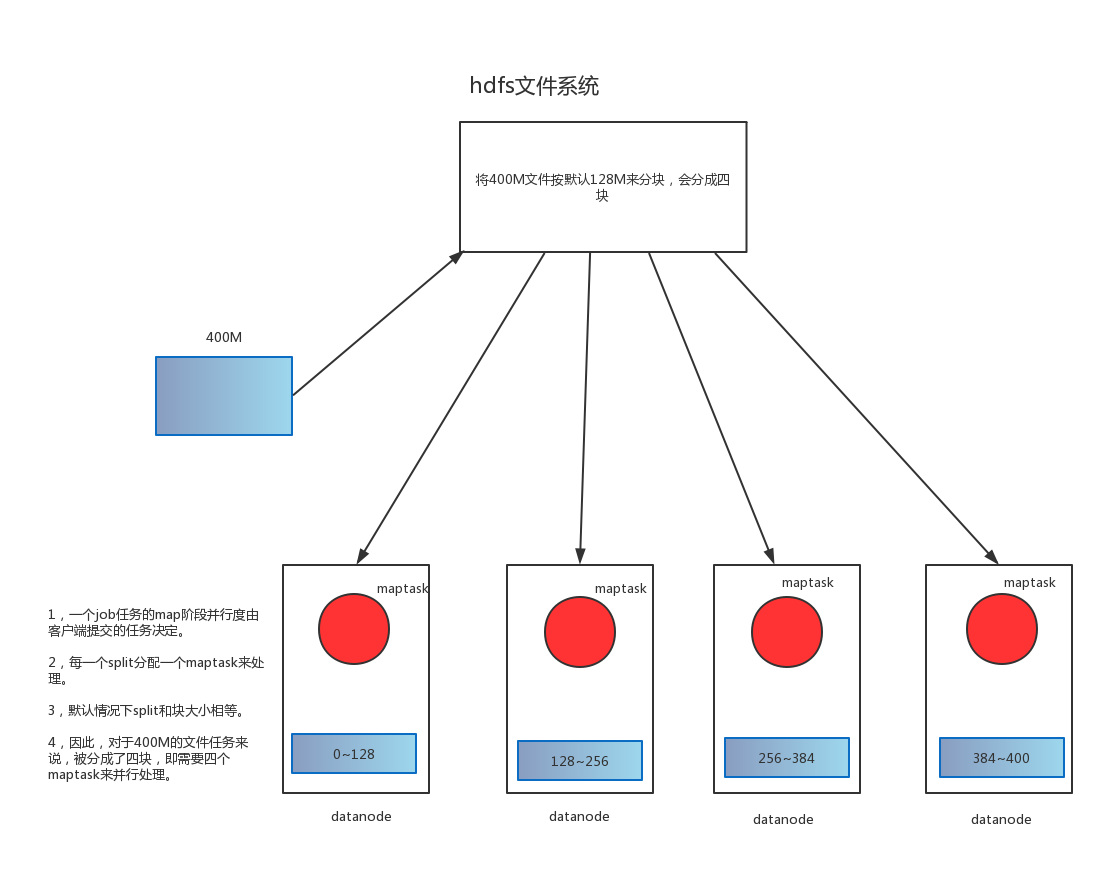 hdfs文件系统
将400M文件按默认128M来分块，会分成四
块
400M
maptask
maptask
maptask
maptask
1，一个job任务的map阶段并行度由
客户端提交的任务决定。
2，每一个split分配一个maptask来处
理。
3，默认情况下split和块大小相等。
4，因此，对于400M的文件任务来
说，被分成了四块，即需要四个
maptask来并行处理。
0~128
128~256
256~384
384~400
datanode
datanode
datanode
datanode